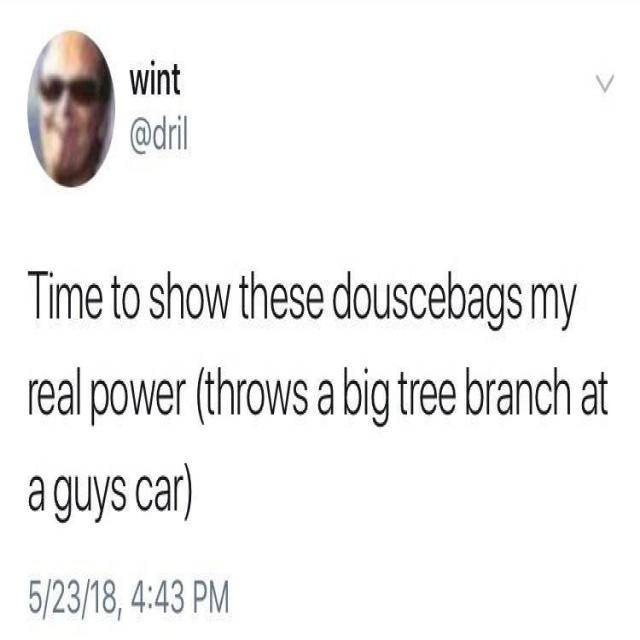 wint
@dril
Time to show these douscebags my
real power (throws a big tree branch at
a guys car)
5/23/18, 4:43 PM